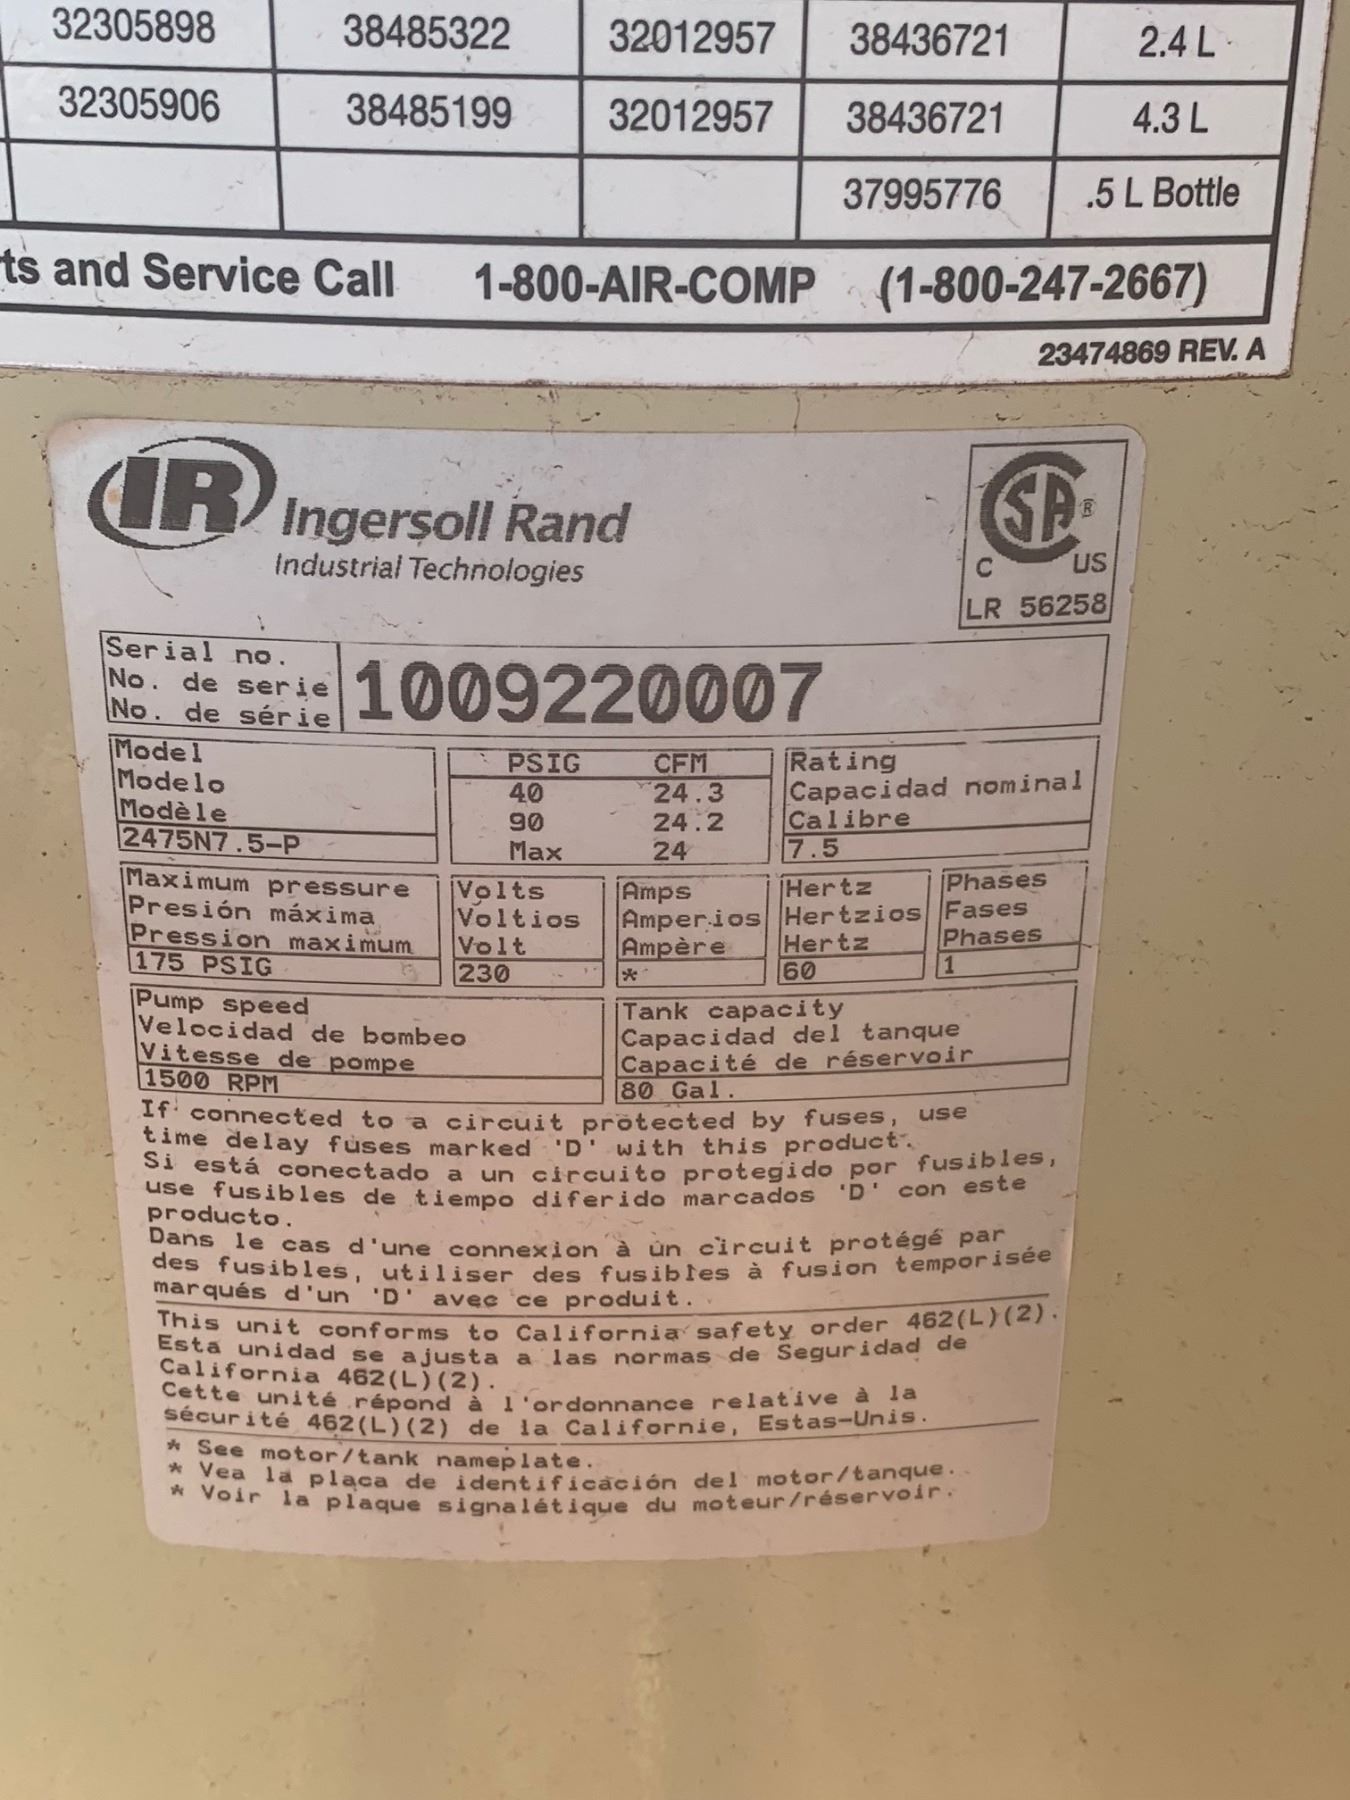 32305898 38485322 32012957 38436721 2.4 L
32305906 38485199 32012957 38436721 4.3 L
37995776 .5 L Bottle
ts and Service Call 1-800-AIR-COMP (1-800-247-2667)
23474869 REV. A
IR Ingersoll Rand
Industrial Technologies
CSA ®
C US
LR 56258
Serial no.
No. de serie
No. de série
1009220007
Model
Modelo
Modèle
2475N7.5-P
PSIG CFM
40 24.3
90 24.2
Max 24
Rating
Capacidad nominal
Calibre
7.5
Maximum pressure
Presión máxima
Pression maximum
175 PSIG
Volts
Voltios
Volt
230
Amps
Amperios
Ampère
*
Hertz
Hertzios
Hertz
60
Phases
Fases
Phases
1
Pump speed
Velocidad de bombeo
Vitesse de pompe
1500 RPM
Tank capacity
Capacidad del tanque
Capacité de réservoir
80 Gal.
If connected to a circuit protected by fuses, use
time delay fuses marked 'D' with this product.
Si está conectado a un circuito protegido por fusibles,
use fusibles de tiempo diferido marcados 'D' con este
producto.
Dans le cas d'une connexion à un circuit protégé par
des fusibles, utiliser des fusibles à fusion temporisée
marqués d'un 'D' avec ce produit.
This unit conforms to California safety order 462(L)(2).
Esta unidad se ajusta a las normas de Seguridad de
California 462(L)(2).
Cette unité répond à l'ordonnance relative à la
sécurité 462(L)(2) de la Californie, Estas-Unis.
* See motor/tank nameplate.
* Vea la placa de identificación del motor/tanque.
* Voir la plaque signalétique du moteur/réservoir.